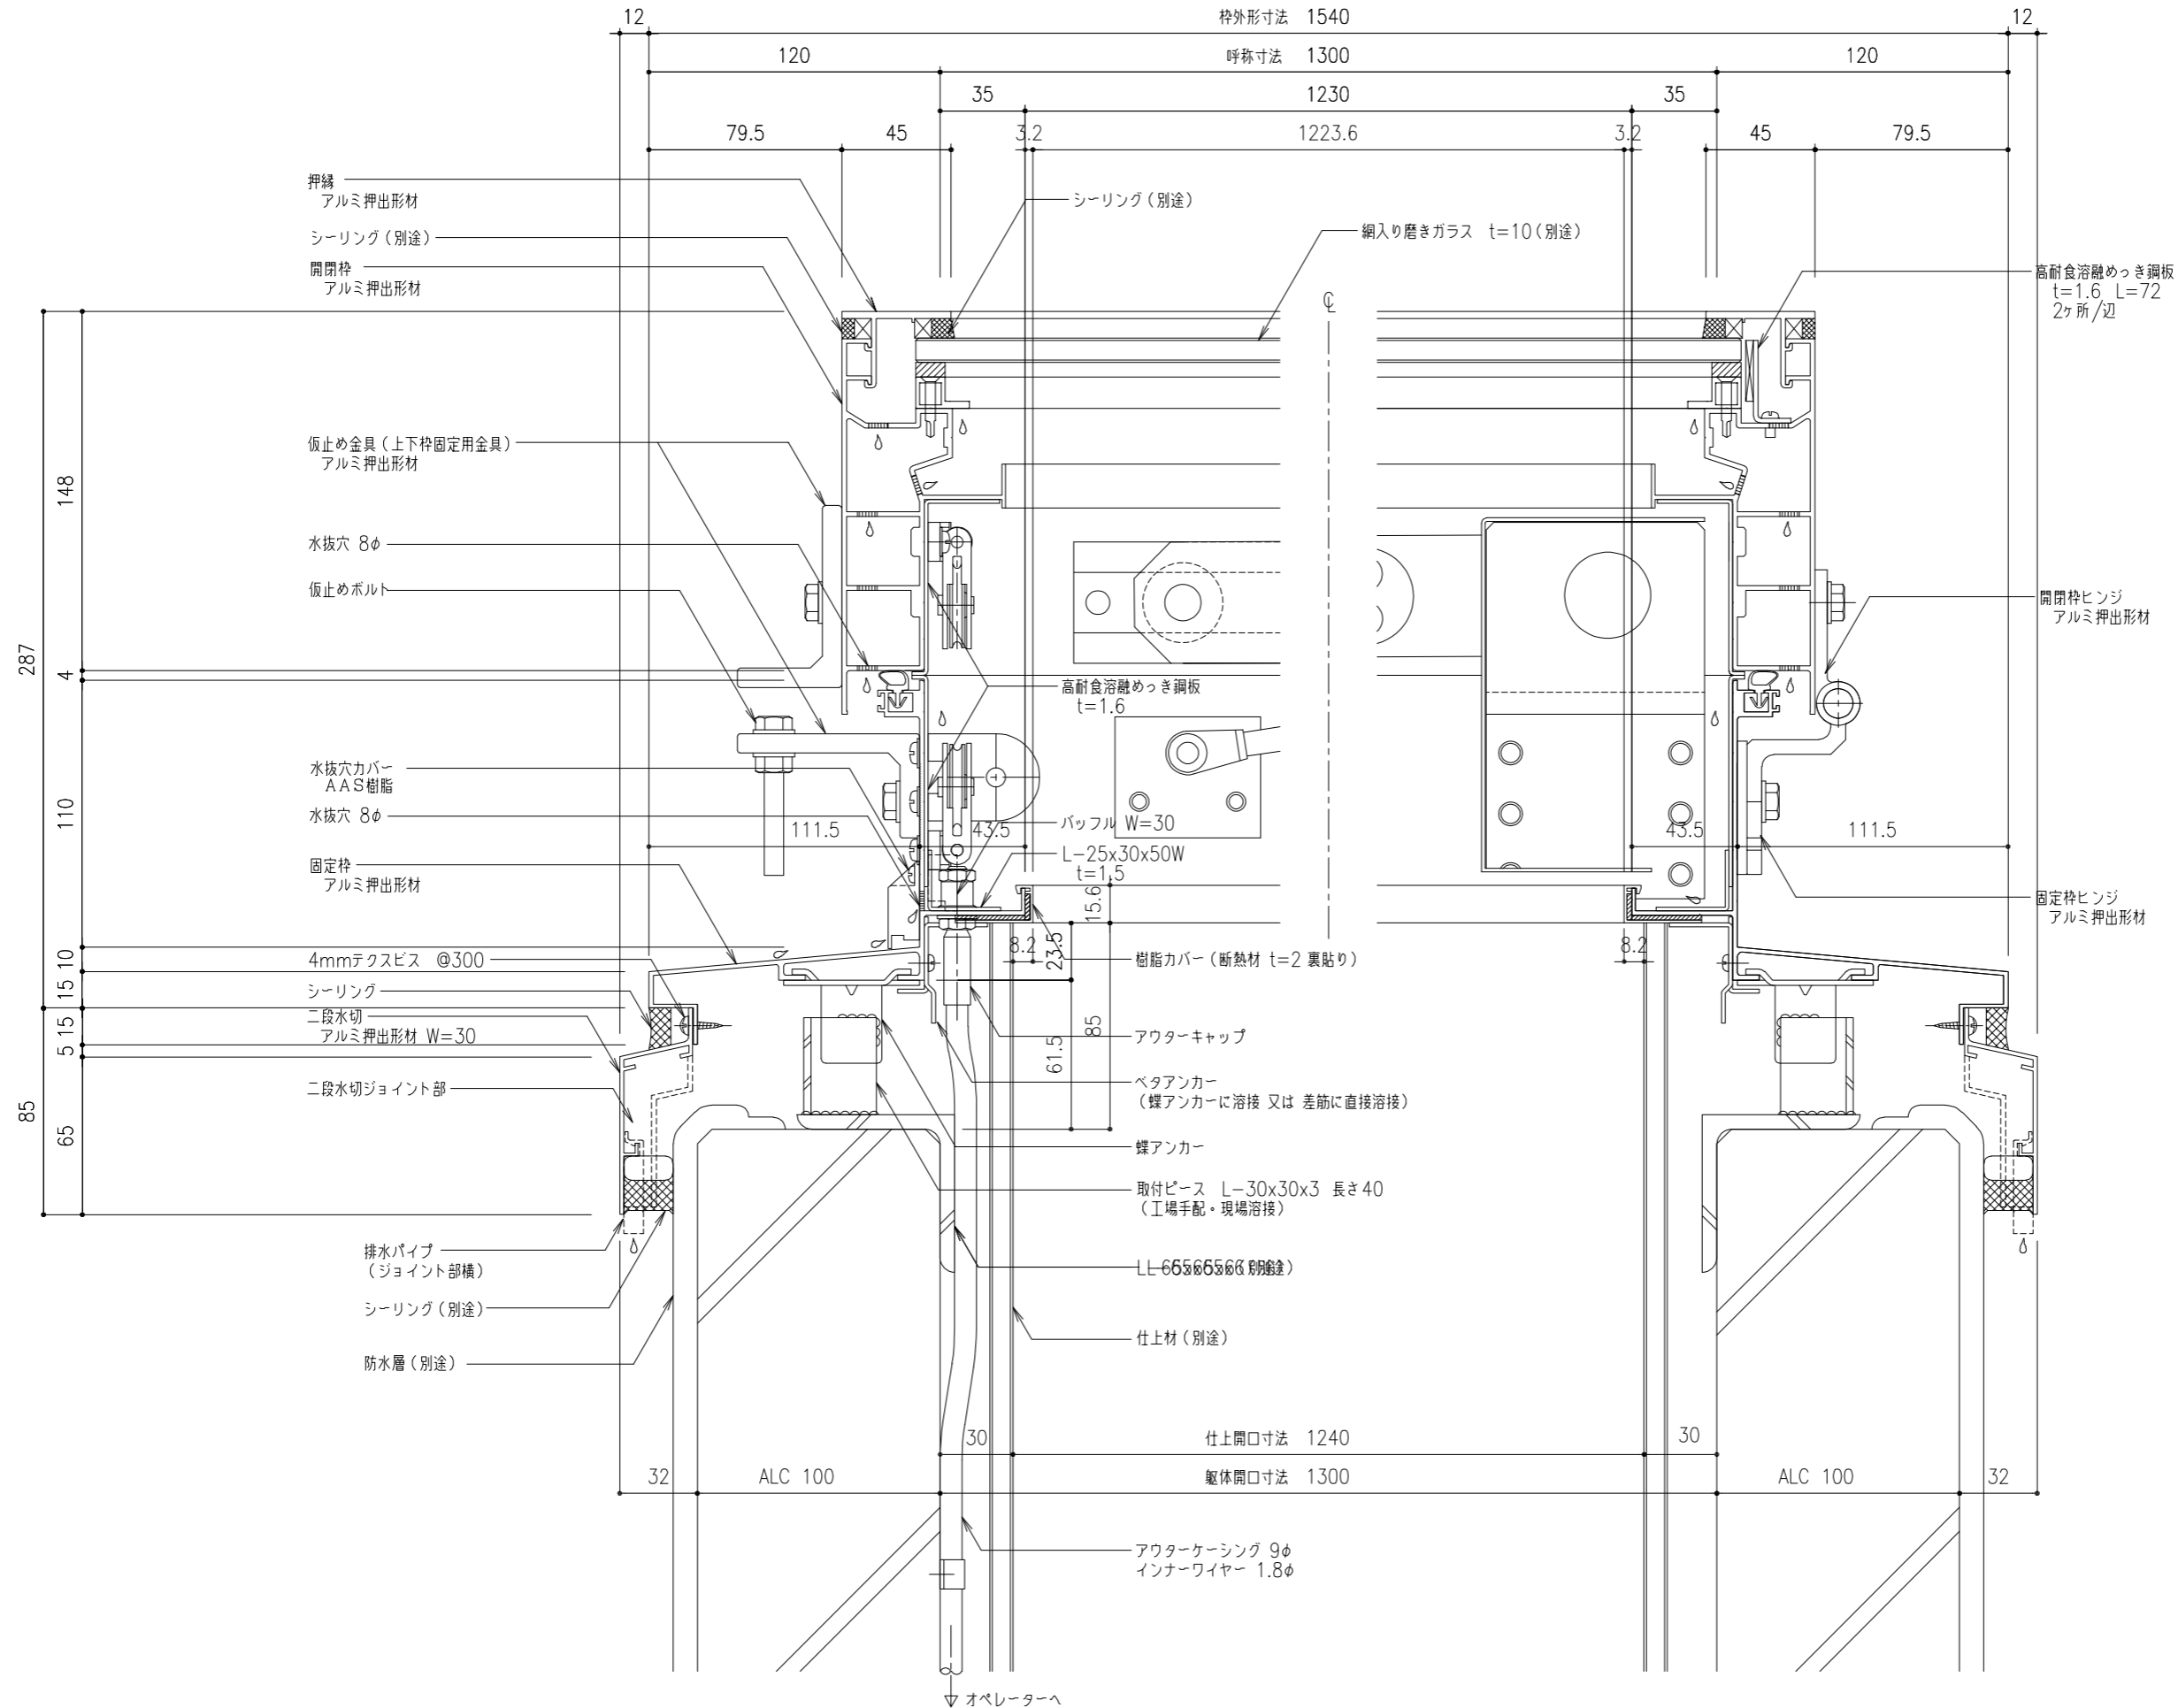 12
枠外形寸法 1540
12
120
呼称寸法 1300
120
35
1230
35
79.5
45
3.2
1223.6
3.2
45
79.5
押縁
アルミ押出形材
シーリング(別途)
シーリング(別途)
網入り磨きガラス t=10(別途)
開閉枠
アルミ押出形材
高耐食溶融めっき鋼板
t=1.6 L=72
2ヶ所/辺
仮止め金具(上下枠固定用金具)
アルミ押出形材
148
水抜穴 8φ
仮止めボルト
開閉枠ヒンジ
アルミ押出形材
287
4
高耐食溶融めっき鋼板
t=1.6
水抜穴カバー
AAS樹脂
水抜穴 8φ
110
111.5
43.5
バッフル W=30
43.5
111.5
L-25x30x50W
t=1.5
固定枠
アルミ押出形材
15.6
固定枠ヒンジ
アルミ押出形材
8.2
23.5
8.2
樹脂カバー(断熱材 t=2 裏貼り)
10
4mmテクスビス @300
15
シーリング
15
二段水切
アルミ押出形材 W=30
アウターキャップ
85
61.5
5
ベタアンカー
(蝶アンカーに溶接 又は 差筋に直接溶接)
二段水切ジョイント部
85
65
蝶アンカー
取付ピース L-30x30x3 長さ40
(工場手配・現場溶接)
排水パイプ
(ジョイント部横)
シーリング(別途)
仕上材(別途)
防水層(別途)
30
仕上開口寸法 1240
30
32
ALC 100
躯体開口寸法 1300
ALC 100
32
アウターケーシング 9φ
インナーワイヤー 1.8φ
オペレーターへ